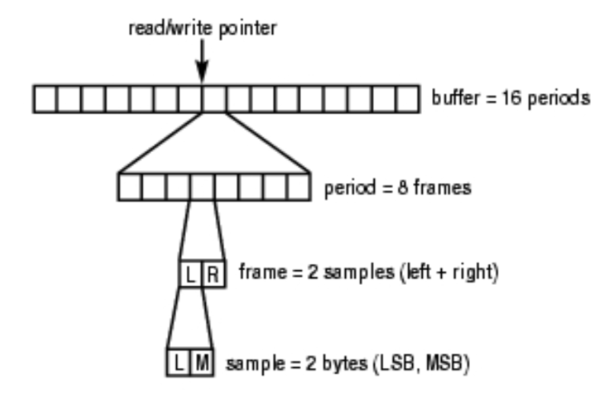 read/write pointer
buffer = 16 periods
period = 8 frames
L R frame = 2 samples (left + right)
L M sample = 2 bytes (LSB, MSB)